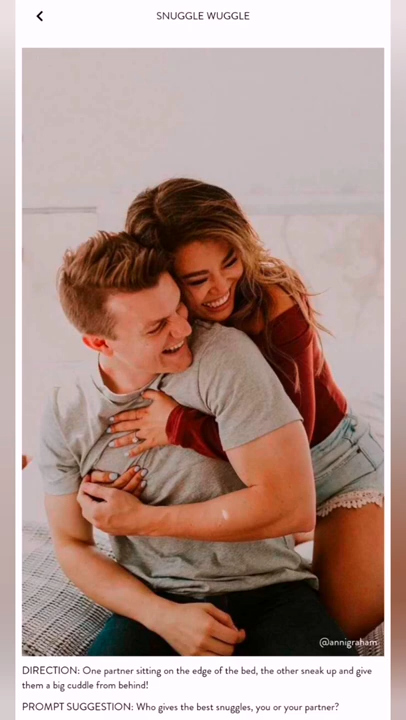 SNUGGLE WUGGLE
@annigraham
DIRECTION: One partner sitting on the edge of the bed, the other sneak up and give
them a big cuddle from behind!
PROMPT SUGGESTION: Who gives the best snuggles, you or your partner?